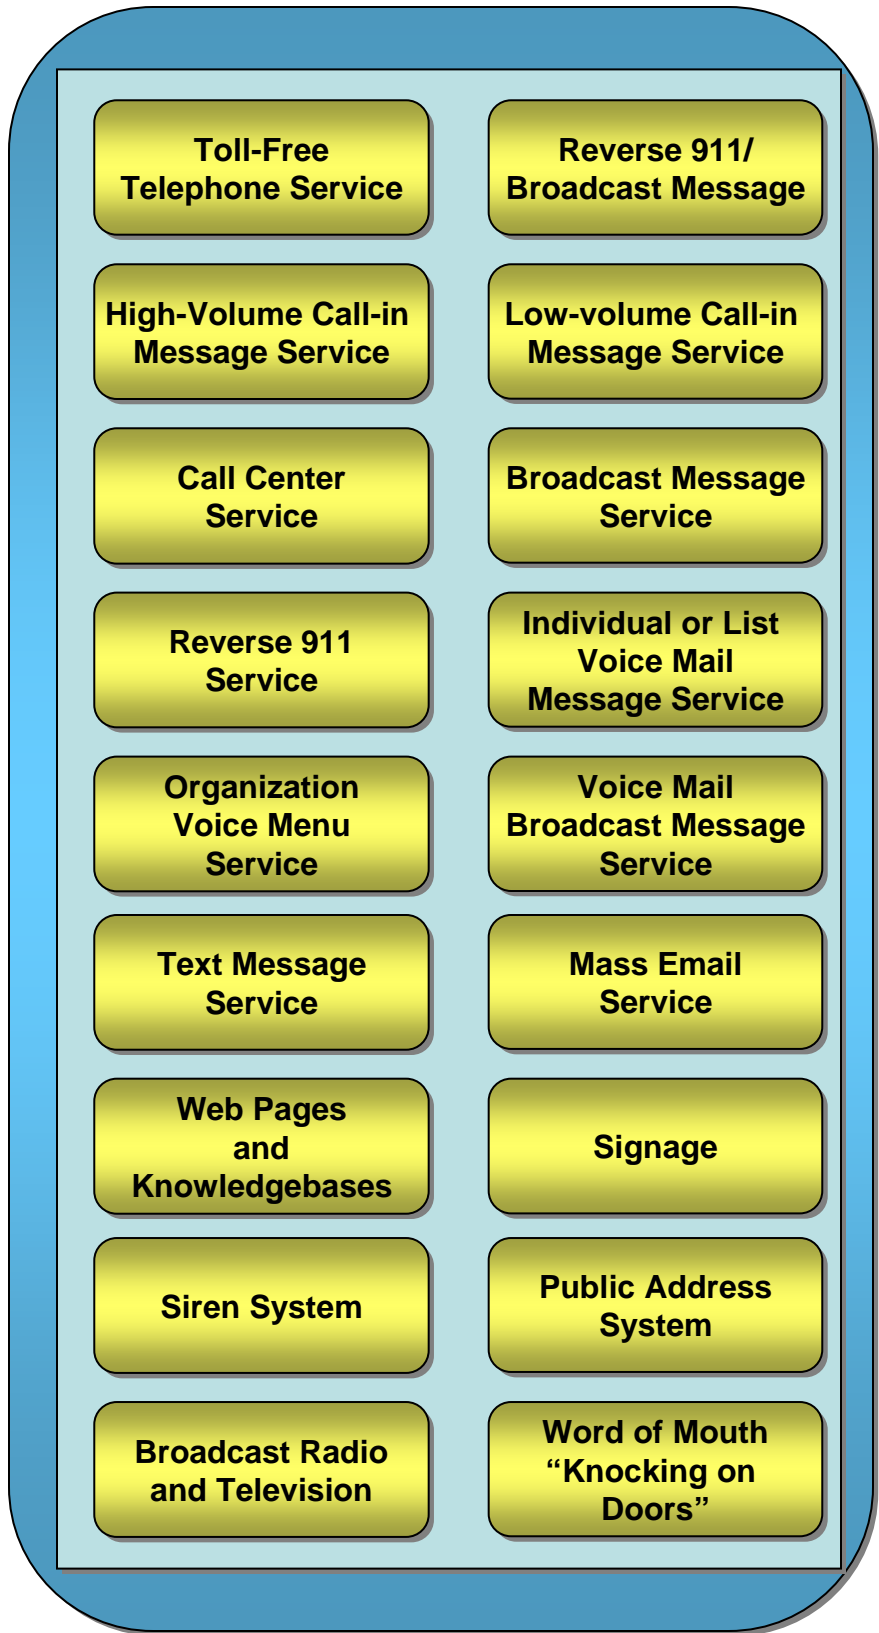 Toll-Free
Telephone Service
Reverse 911/
Broadcast Message
High-Volume Call-in
Message Service
Low-volume Call-in
Message Service
Call Center
Service
Broadcast Message
Service
Reverse 911
Service
Individual or List
Voice Mail
Message Service
Organization
Voice Menu
Service
Voice Mail
Broadcast Message
Service
Text Message
Service
Mass Email
Service
Web Pages
and
Knowledgebases
Signage
Siren System
Public Address
System
Broadcast Radio
and Television
Word of Mouth
“Knocking on
Doors”